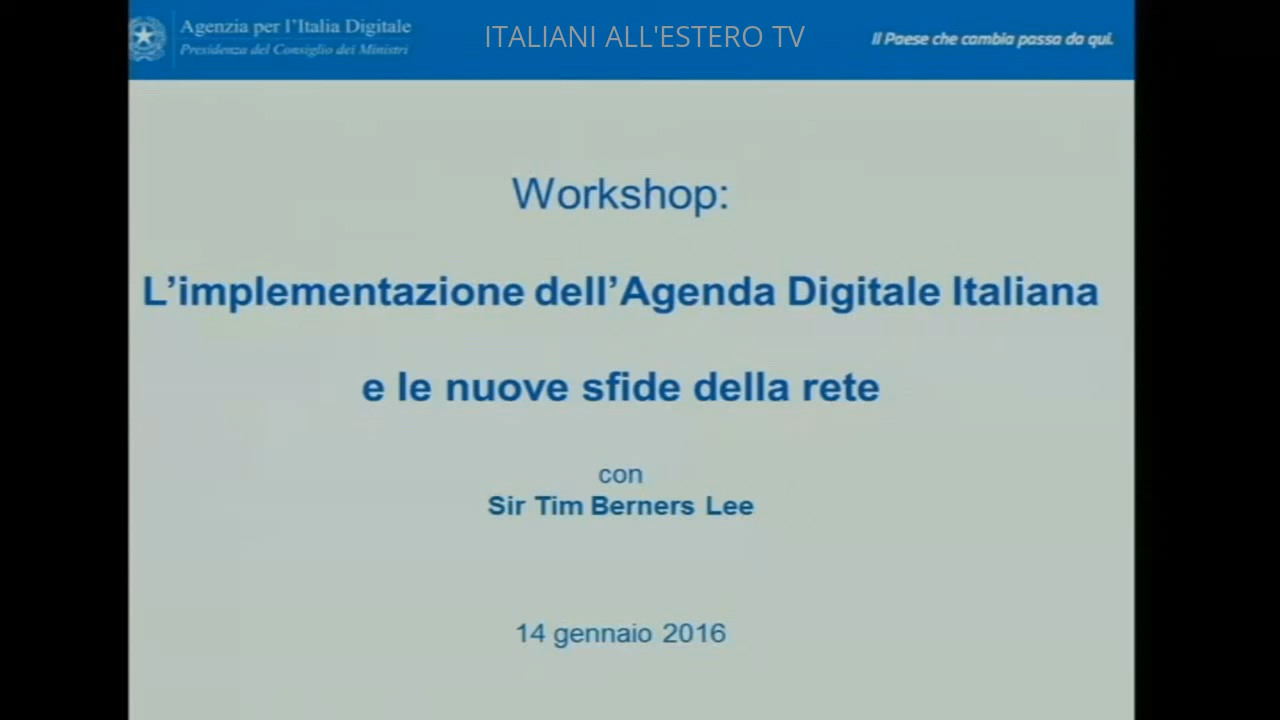 Agenzia per l'Italia Digitale
Presidenza del Consiglio dei Ministri
ITALIANI ALL'ESTERO TV
Il Paese che cambia passa da qui.
Workshop:
L'implementazione dell'Agenda Digitale Italiana
e le nuove sfide della rete
con
Sir Tim Berners Lee
14 gennaio 2016